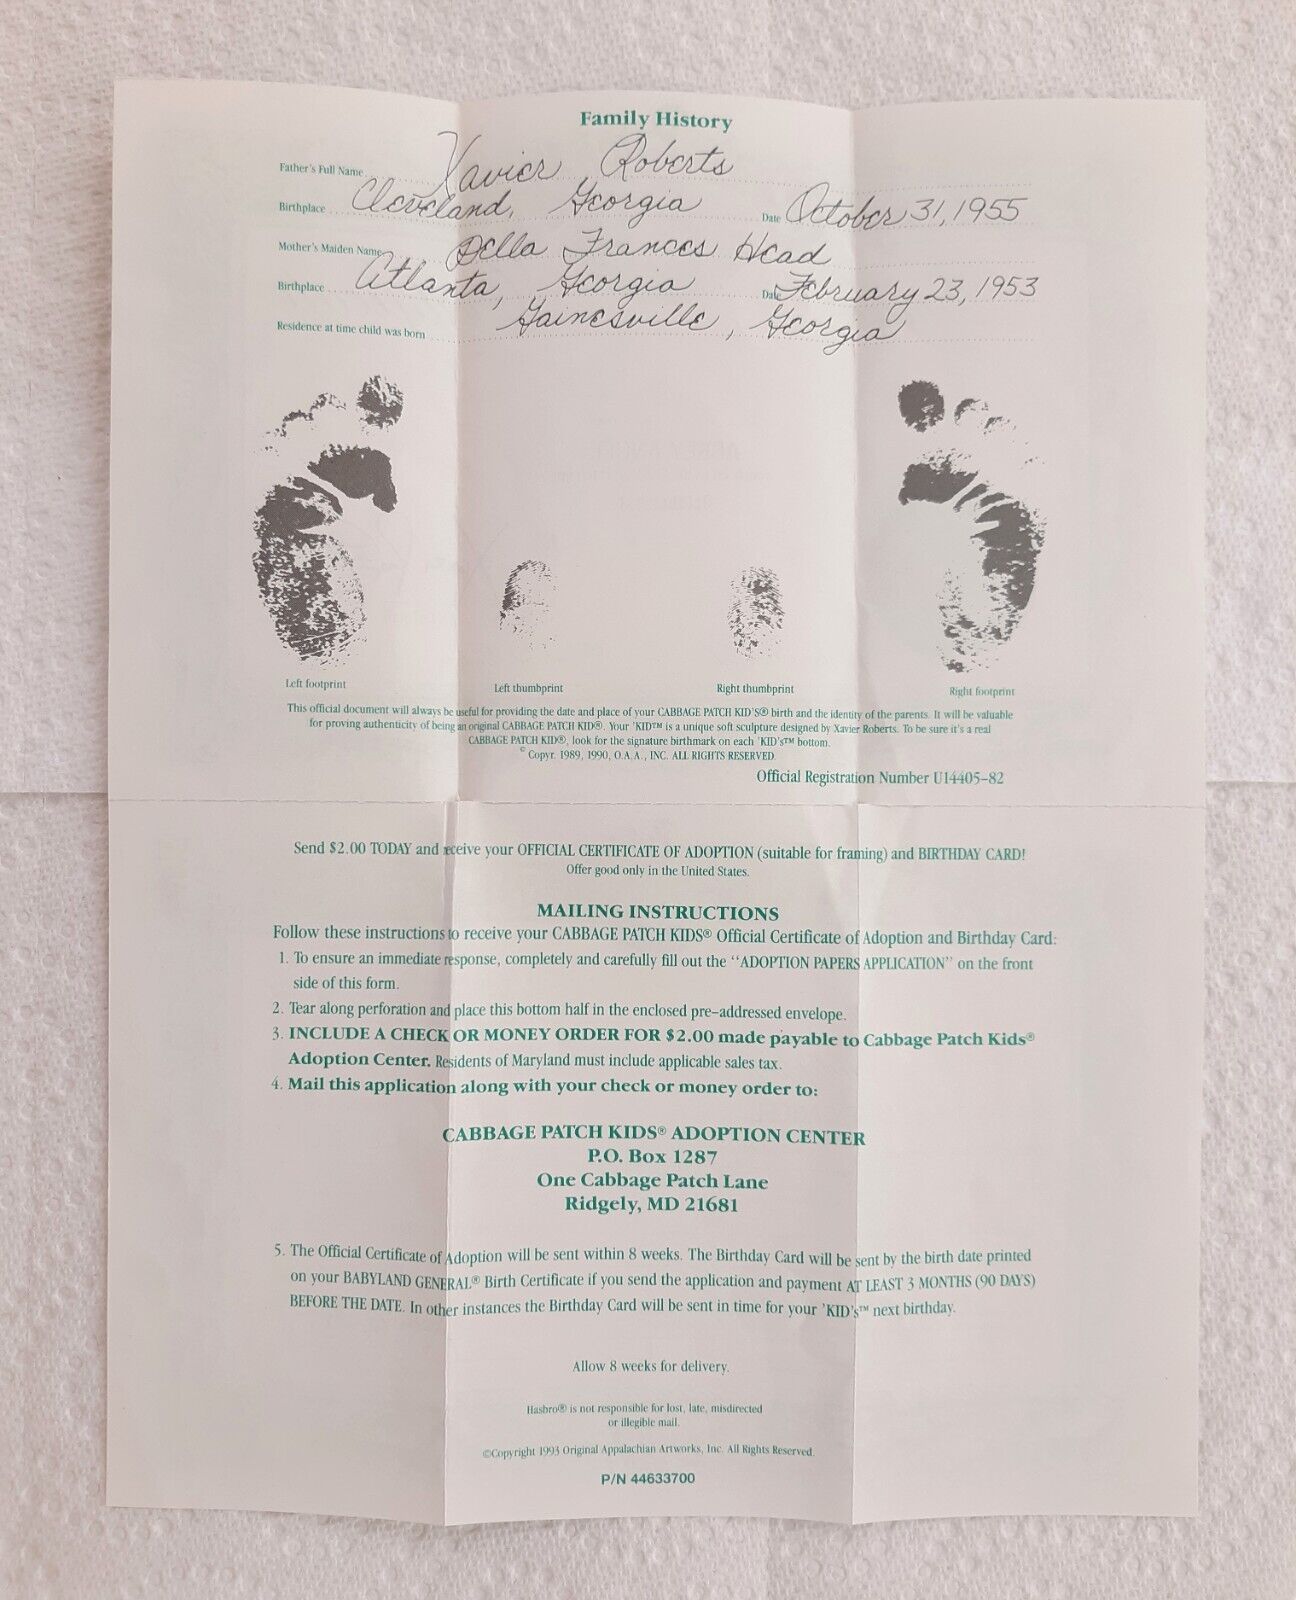 Family History
Father's Full Name Xavier Roberts
Birthplace Cleveland, Georgia Date October 31, 1955
Mother's Maiden Name Della Frances Head
Birthplace Atlanta, Georgia Date February 23, 1953
Residence at time child was born Gainesville, Georgia
Left footprint Left thumbprint Right thumbprint Right footprint
This official document will always be useful for providing the date and place of your CABBAGE PATCH KID'S® birth and the identity of the parents. It will be valuable
for proving authenticity of being an original CABBAGE PATCH KID®. Your 'KID™ is a unique soft sculpture designed by Xavier Roberts. To be sure it's a real
CABBAGE PATCH KID®, look for the signature birthmark on each 'KID's™ bottom.
© Copyr. 1989, 1990, O.A.A., INC. ALL RIGHTS RESERVED
Official Registration Number U14405-82
Send $2.00 TODAY and receive your OFFICIAL CERTIFICATE OF ADOPTION (suitable for framing) and BIRTHDAY CARD!
Offer good only in the United States.
MAILING INSTRUCTIONS
Follow these instructions to receive your CABBAGE PATCH KIDS® Official Certificate of Adoption and Birthday Card:
1. To ensure an immediate response, completely and carefully fill out the "ADOPTION PAPERS APPLICATION" on the front
side of this form.
2. Tear along perforation and place this bottom half in the enclosed pre-addressed envelope.
3. INCLUDE A CHECK OR MONEY ORDER FOR $2.00 made payable to Cabbage Patch Kids®
Adoption Center. Residents of Maryland must include applicable sales tax.
4. Mail this application along with your check or money order to:
CABBAGE PATCH KIDS® ADOPTION CENTER
P.O. Box 1287
One Cabbage Patch Lane
Ridgely, MD 21681
5. The Official Certificate of Adoption will be sent within 8 weeks. The Birthday Card will be sent by the birth date printed
on your BABYLAND GENERAL® Birth Certificate if you send the application and payment AT LEAST 3 MONTHS (90 DAYS)
BEFORE THE DATE. In other instances the Birthday Card will be sent in time for your 'KID's™ next birthday.
Allow 8 weeks for delivery.
Hasbro® is not responsible for lost, late, misdirected
or illegible mail.
©Copyright 1993 Original Appalachian Artworks, Inc. All Rights Reserved.
P/N 44633700